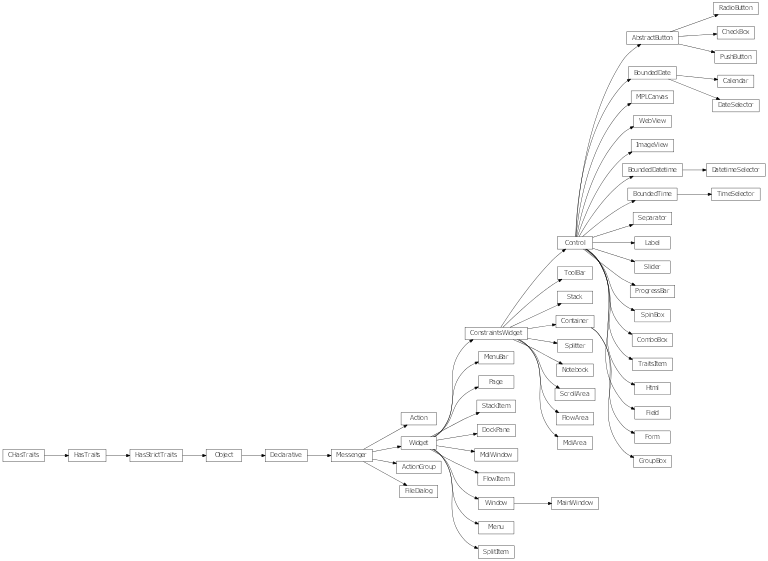 RadioButton
CheckBox
AbstractButton
PushButton
BoundedDate
Calendar
MPLCanvas
DateSelector
WebView
ImageView
BoundedDatetime
DatetimeSelector
BoundedTime
TimeSelector
Separator
Control
Label
Slider
ToolBar
ProgressBar
Stack
SpinBox
Container
ConstraintsWidget
ComboBox
Splitter
MenuBar
TraitsItem
Notebook
Page
Html
ScrollArea
StackItem
Field
Action
FlowArea
DockPane
Form
Widget
MdiArea
CHasTraits
HasTraits
HasStrictTraits
Object
Declarative
Messenger
MdiWindow
GroupBox
ActionGroup
FlowItem
FileDialog
Window
MainWindow
Menu
SplitItem